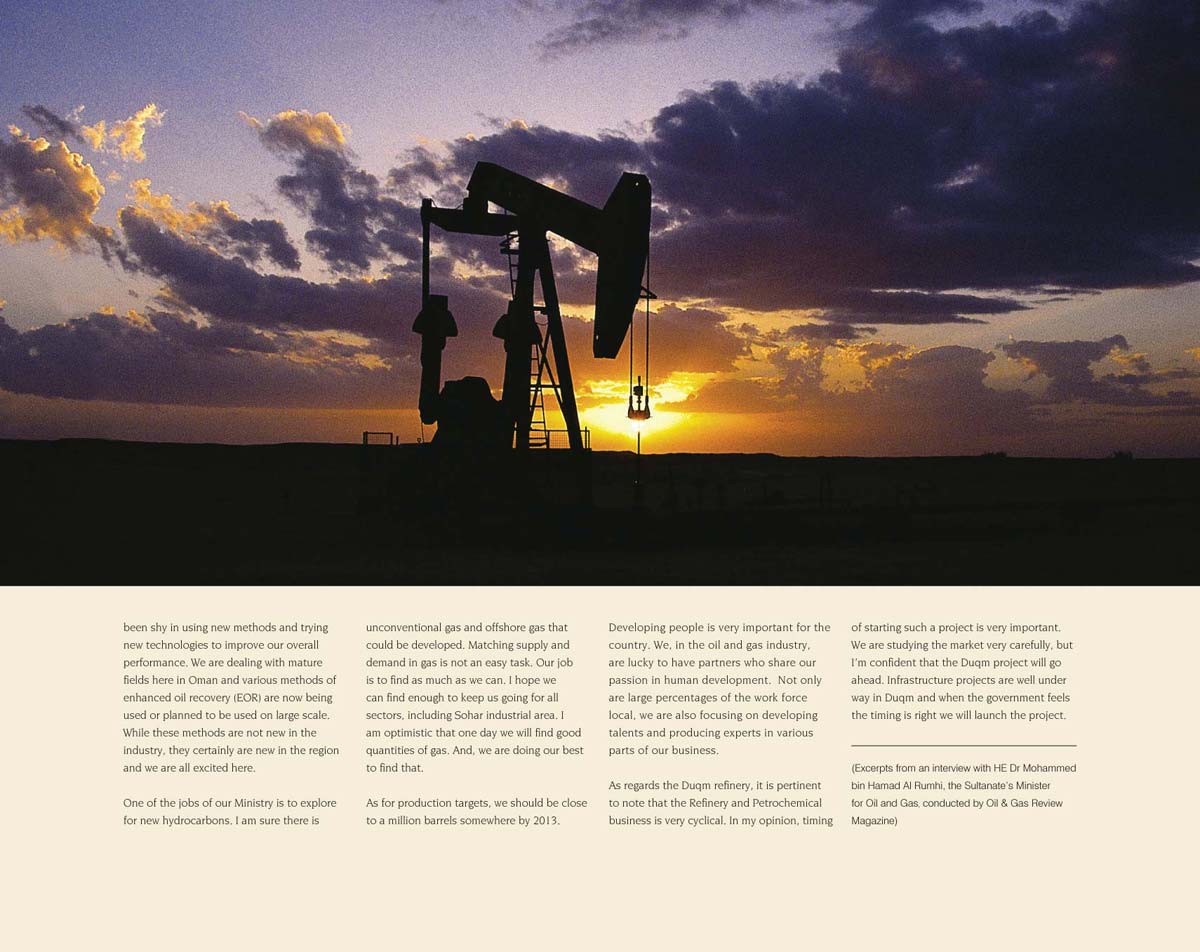 been shy in using new methods and trying
new technologies to improve our overall
performance. We are dealing with mature
fields here in Oman and various methods of
enhanced oil recovery (EOR) are now being
used or planned to be used on large scale.
While these methods are not new in the
industry, they certainly are new in the region
and we are all excited here.
One of the jobs of our Ministry is to explore
for new hydrocarbons. I am sure there is
unconventional gas and offshore gas that
could be developed. Matching supply and
demand in gas is not an easy task. Our job
is to find as much as we can. I hope we
can find enough to keep us going for all
sectors, including Sohar industrial area. I
am optimistic that one day we will find good
quantities of gas. And, we are doing our best
to find that.
As for production targets, we should be close
to a million barrels somewhere by 2013.
Developing people is very important for the
country. We, in the oil and gas industry,
are lucky to have partners who share our
passion in human development. Not only
are large percentages of the work force
local, we are also focusing on developing
talents and producing experts in various
parts of our business.
As regards the Duqm refinery, it is pertinent
to note that the Refinery and Petrochemical
business is very cyclical. In my opinion, timing
of starting such a project is very important.
We are studying the market very carefully, but
I'm confident that the Duqm project will go
ahead. Infrastructure projects are well under
way in Duqm and when the government feels
the timing is right we will launch the project.
(Excerpts from an interview with HE Dr Mohammed
bin Hamad Al Rumhi, the Sultanate's Minister
for Oil and Gas, conducted by Oil & Gas Review
Magazine)